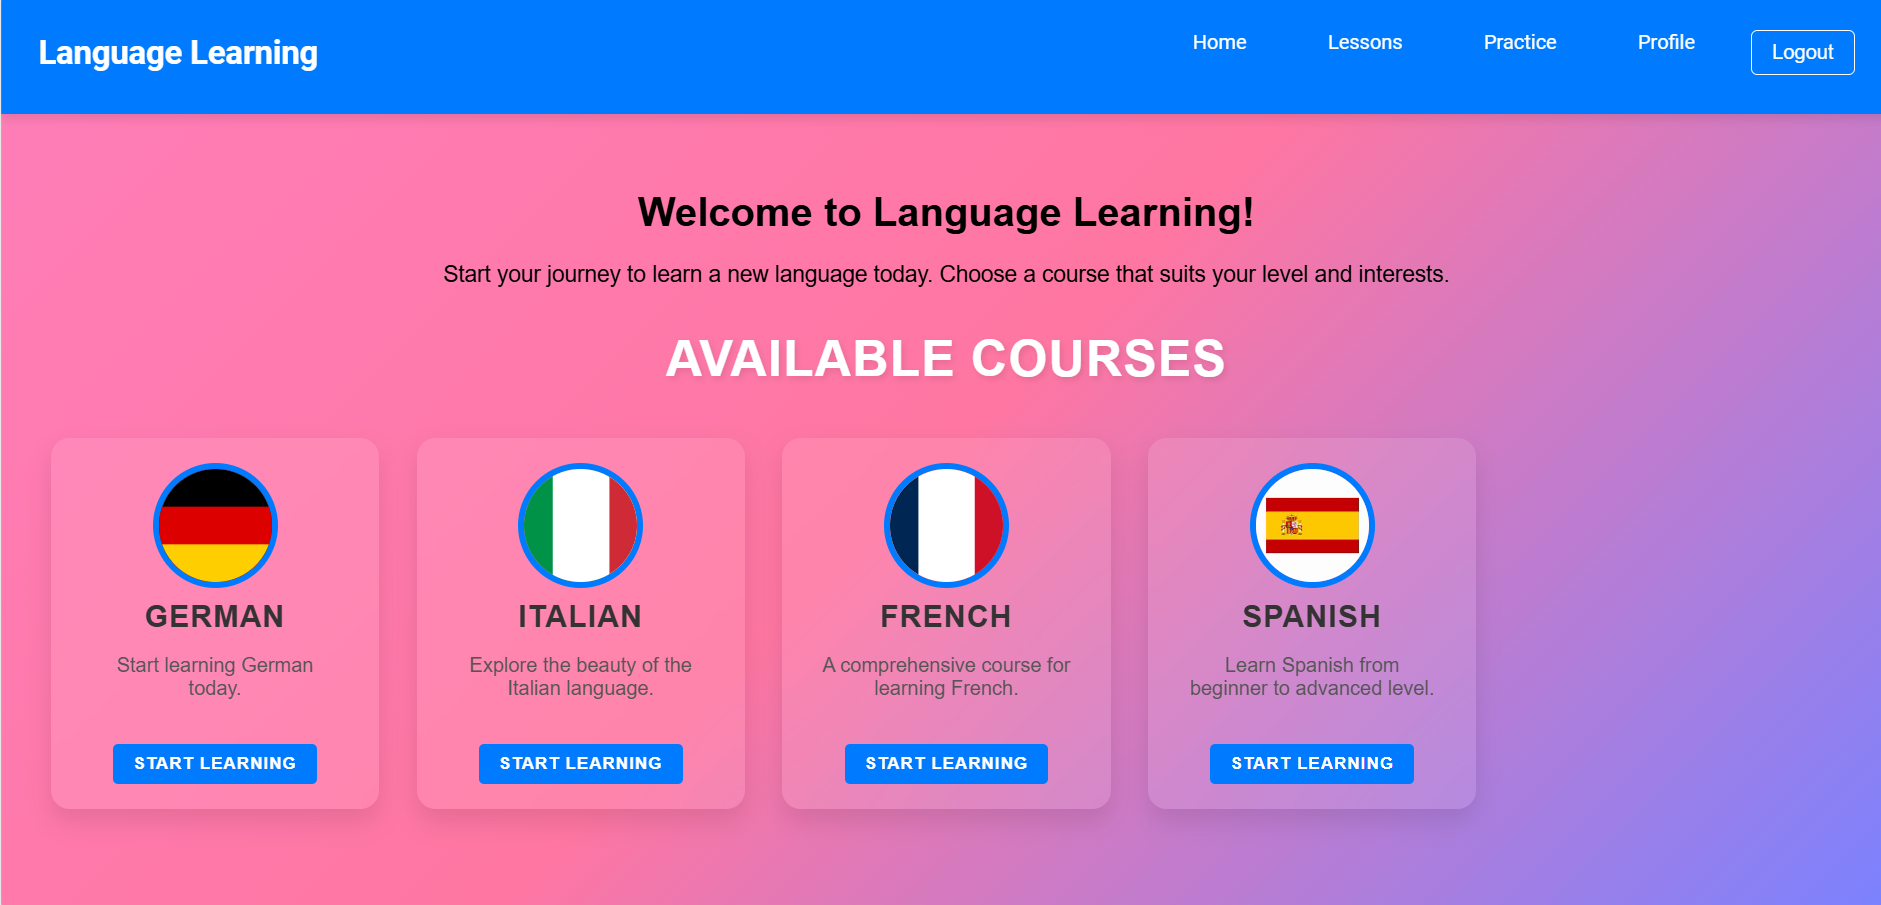 Language Learning
Home
Lessons
Practice
Profile
Logout
Welcome to Language Learning!
Start your journey to learn a new language today. Choose a course that suits your level and interests.
AVAILABLE COURSES
GERMAN
Start learning German
today.
START LEARNING
ITALIAN
Explore the beauty of the
Italian language.
START LEARNING
FRENCH
A comprehensive course for
learning French.
START LEARNING
SPANISH
Learn Spanish from
beginner to advanced level.
START LEARNING